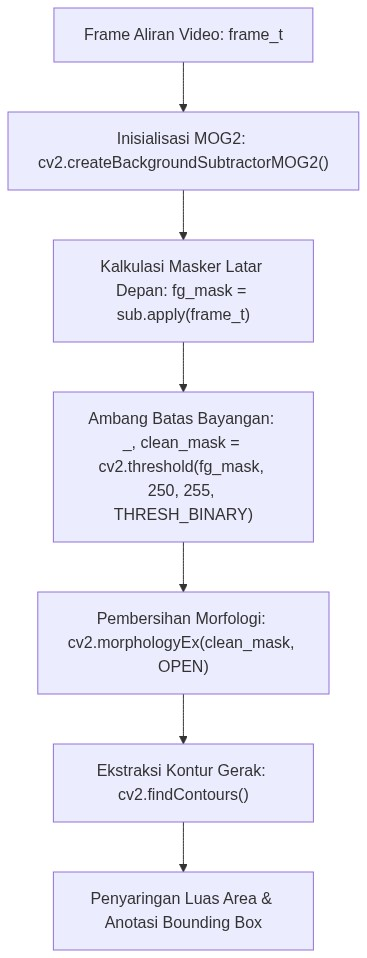 Frame Aliran Video: frame_t
Inisialisasi MOG2:
cv2.createBackgroundSubtractorMOG2()
Kalkulasi Masker Latar
Depan: fg_mask =
sub.apply(frame_t)
Ambang Batas Bayangan:
_, clean_mask =
cv2.threshold(fg_mask,
250, 255,
THRESH_BINARY)
Pembersihan Morfologi:
cv2.morphologyEx(clean_mask,
OPEN)
Ekstraksi Kontur Gerak:
cv2.findContours()
Penyaringan Luas Area &
Anotasi Bounding Box